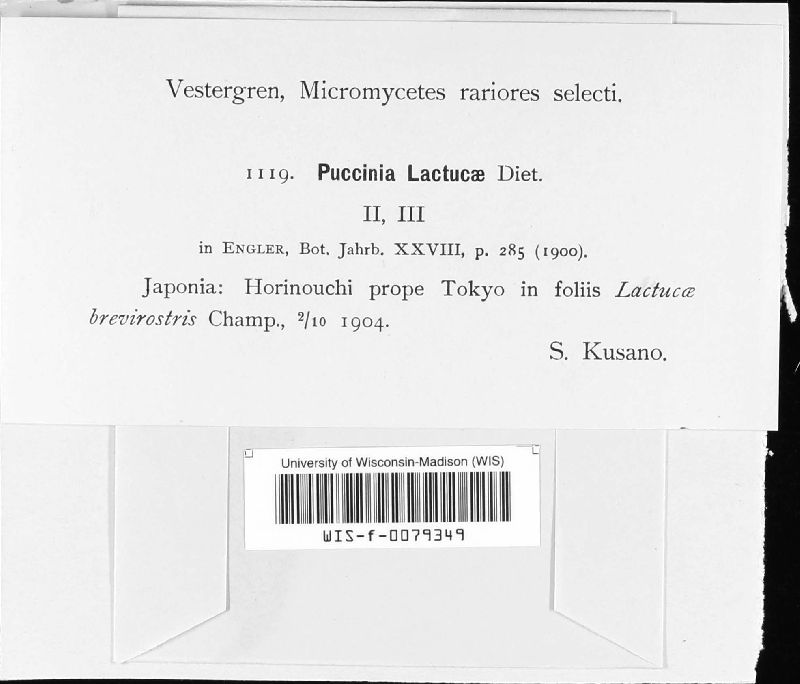 Vestergren, Micromycetes rariores selecti.
1119. Puccinia Lactucæ Diet.
II, III
in ENGLER, Bot. Jahrb. XXVIII, p. 285 (1900).
Japonia: Horinouchi prope Tokyo in foliis Lactucæ
brevirostris Champ., 2/10 1904.
S. Kusano.
University of Wisconsin-Madison (WIS)
WIS-f-0079349